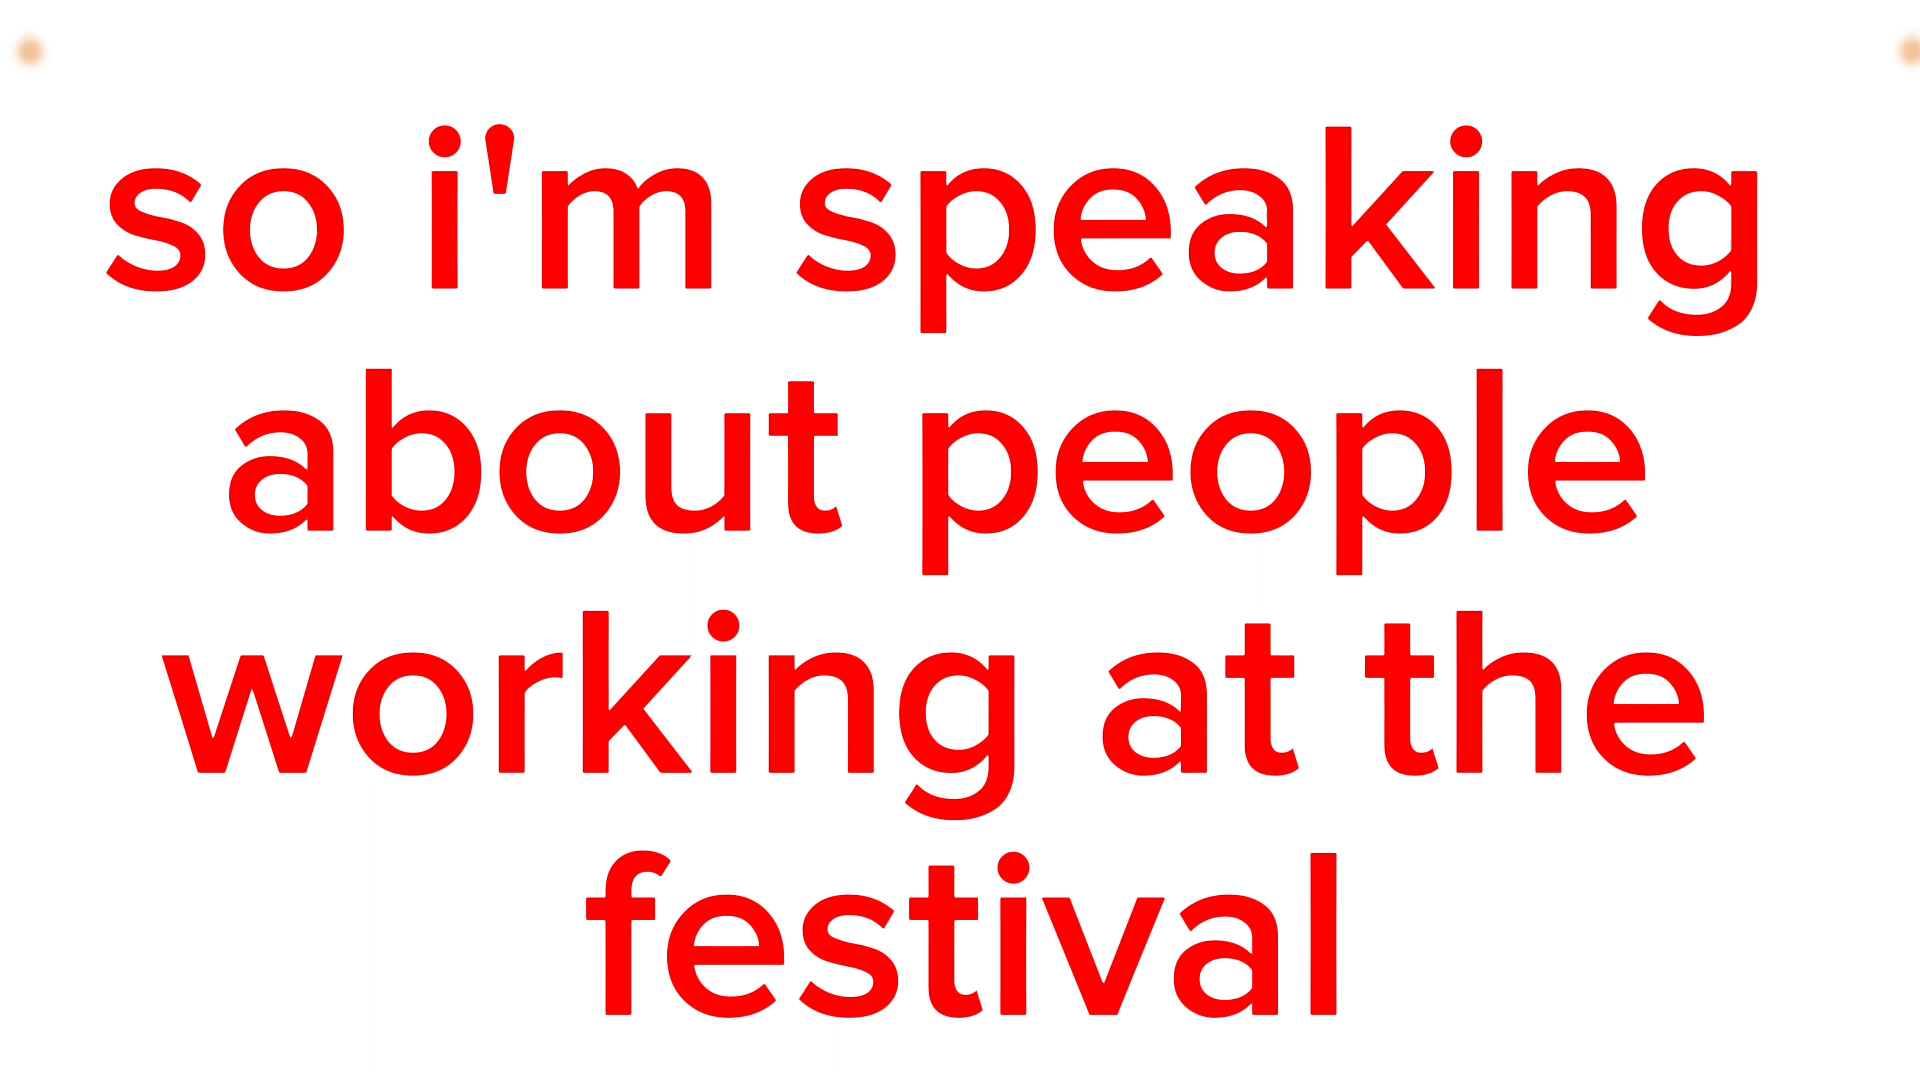 so i'm speaking
about people
working at the
festival